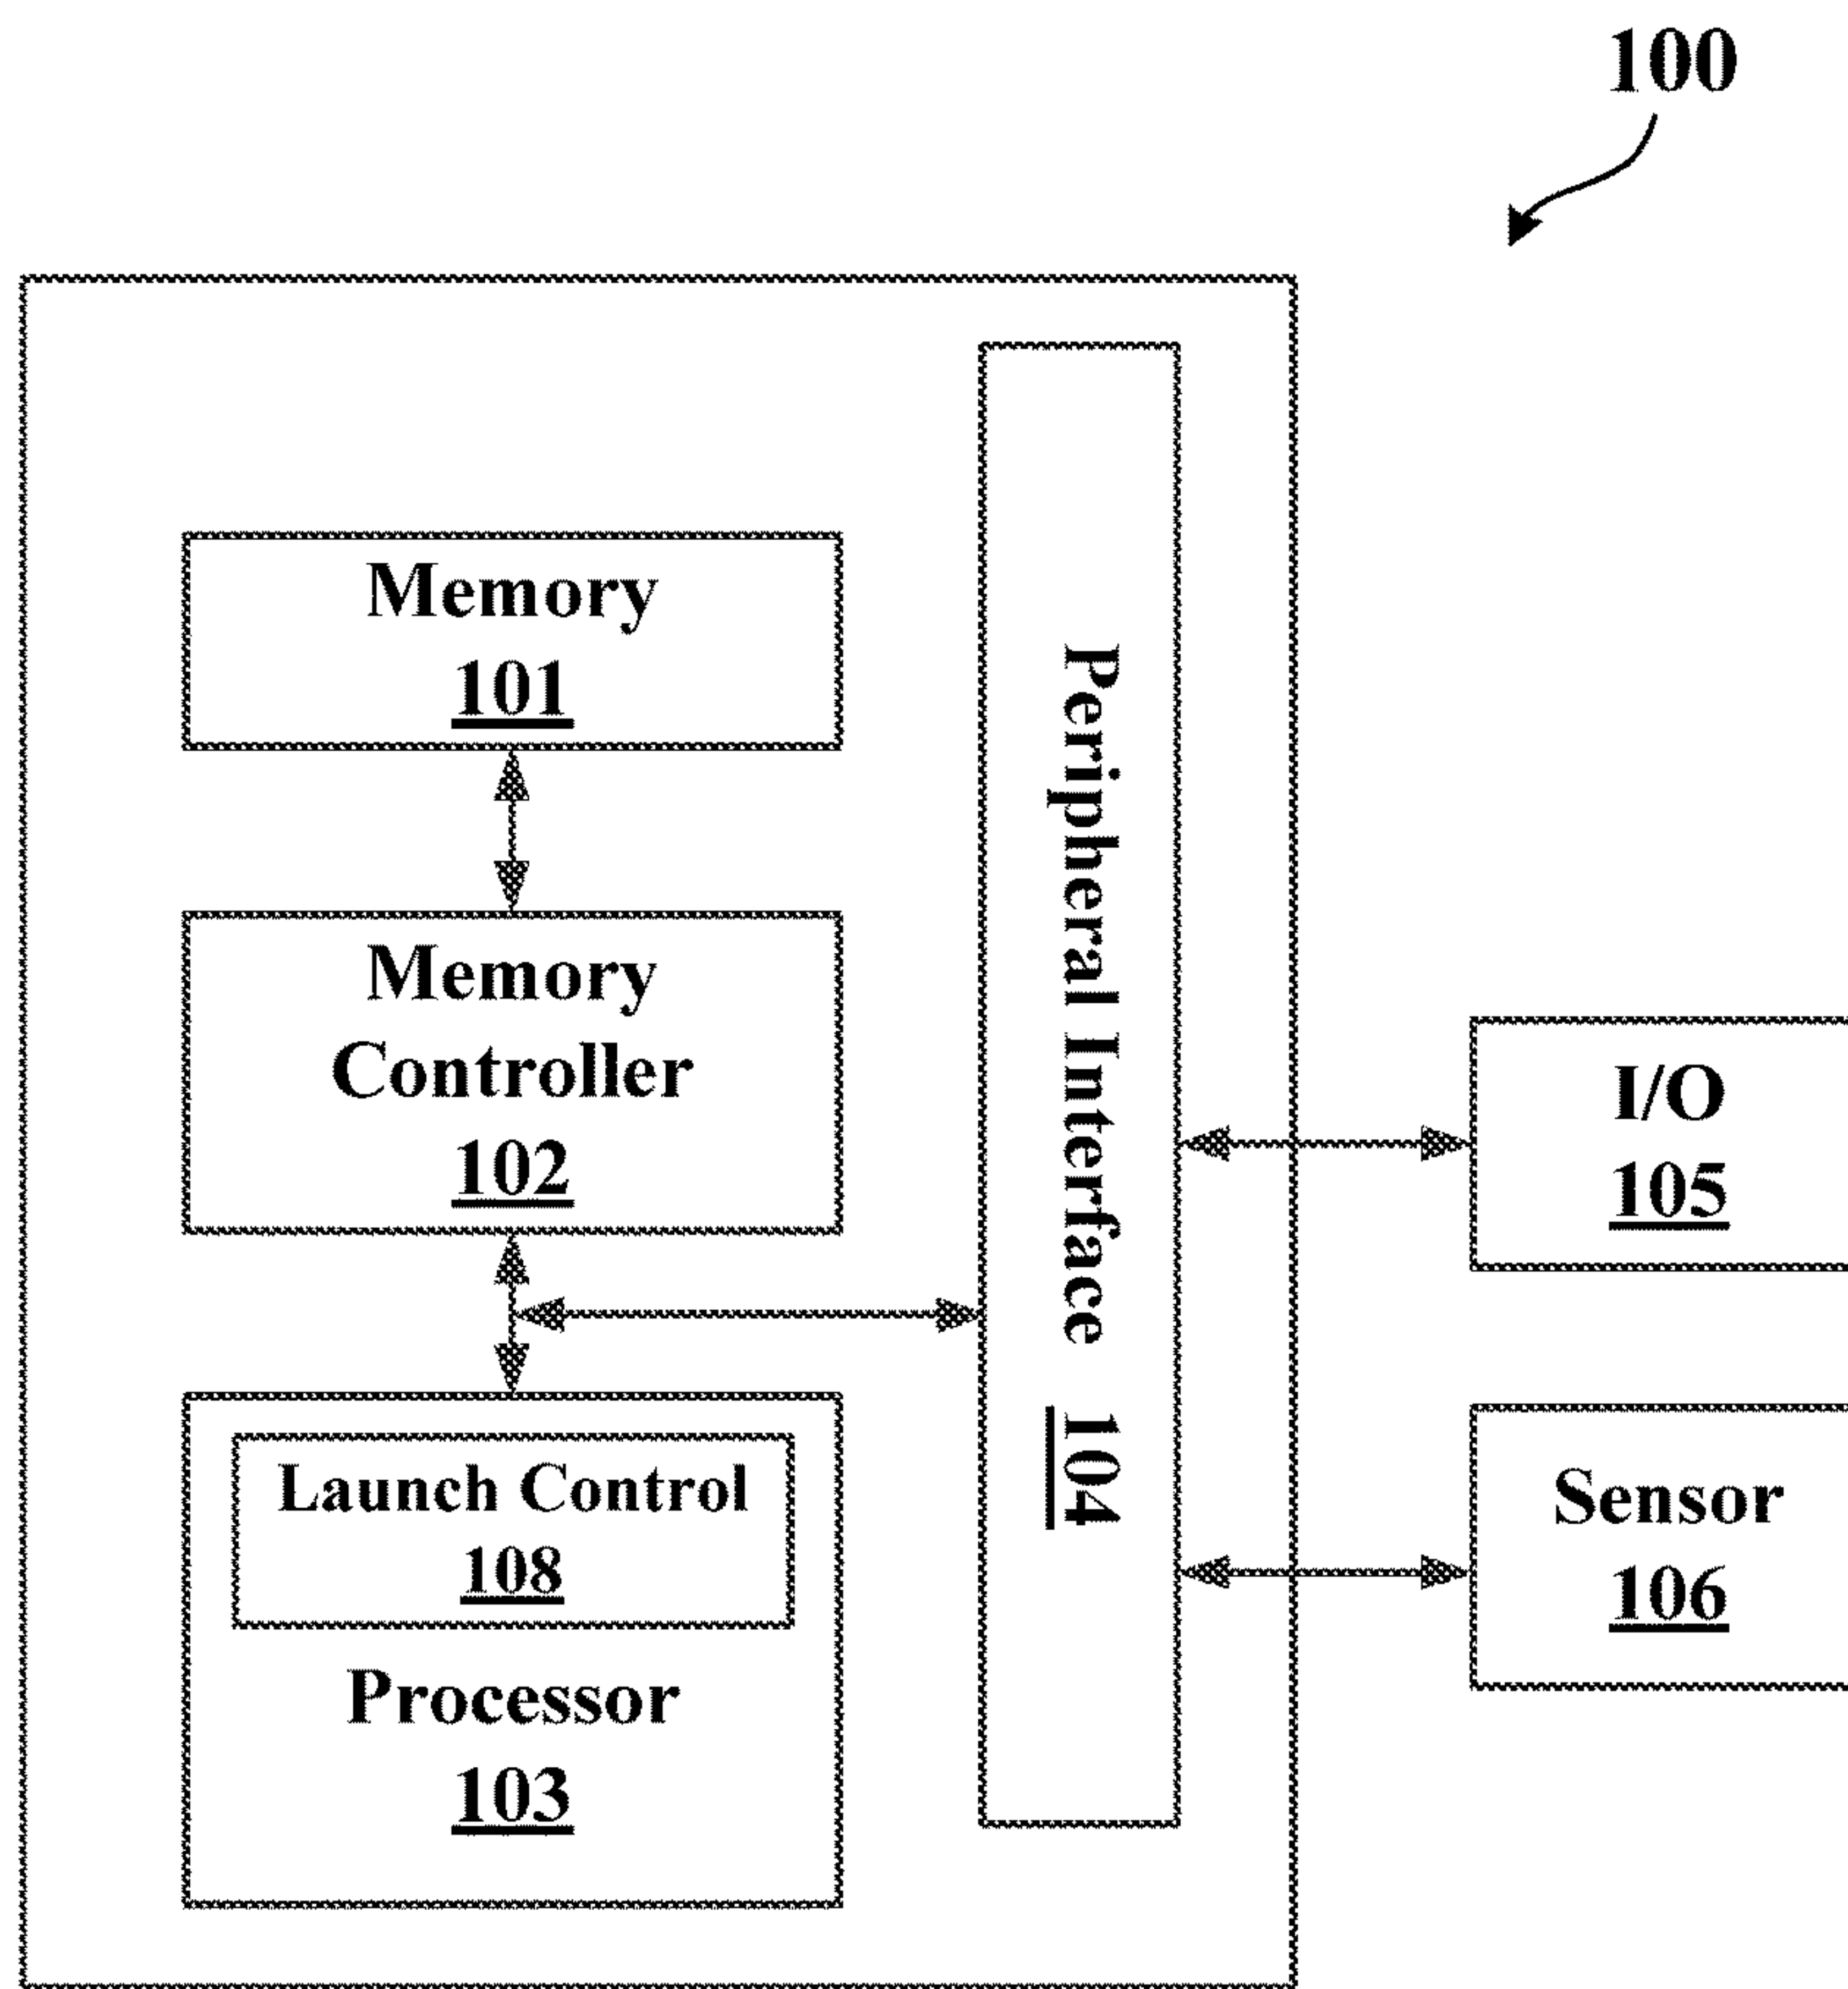 100
Memory
101
Memory
Controller
102
Launch Control
108
Processor
103
Peripheral Interface 104
I/O
105
Sensor
106